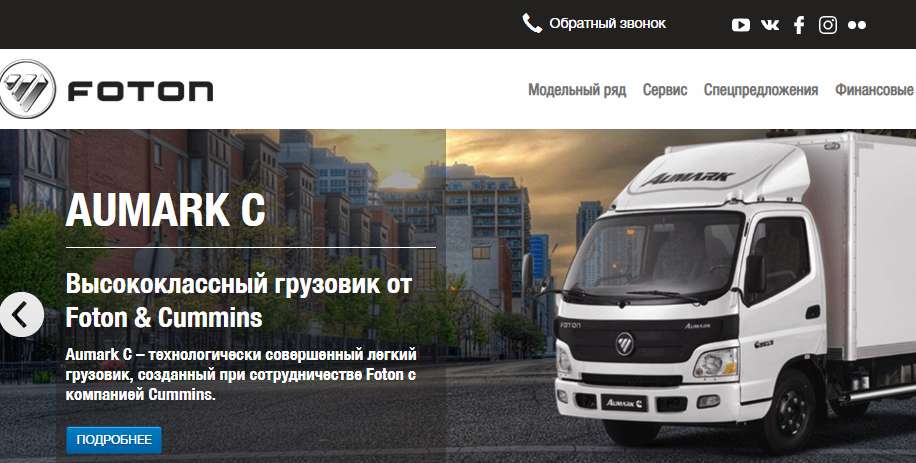 Обратный звонок
FOTON
Модельный ряд Сервис Спецпредложения Финансовые
AUMARK C
Высококлассный грузовик от
Foton & Cummins
Aumark C – технологически совершенный легкий
грузовик, созданный при сотрудничестве Foton с
компанией Cummins.
ПОДРОБНЕЕ
AUMARK
FOTON AUMARK
AUMARK C